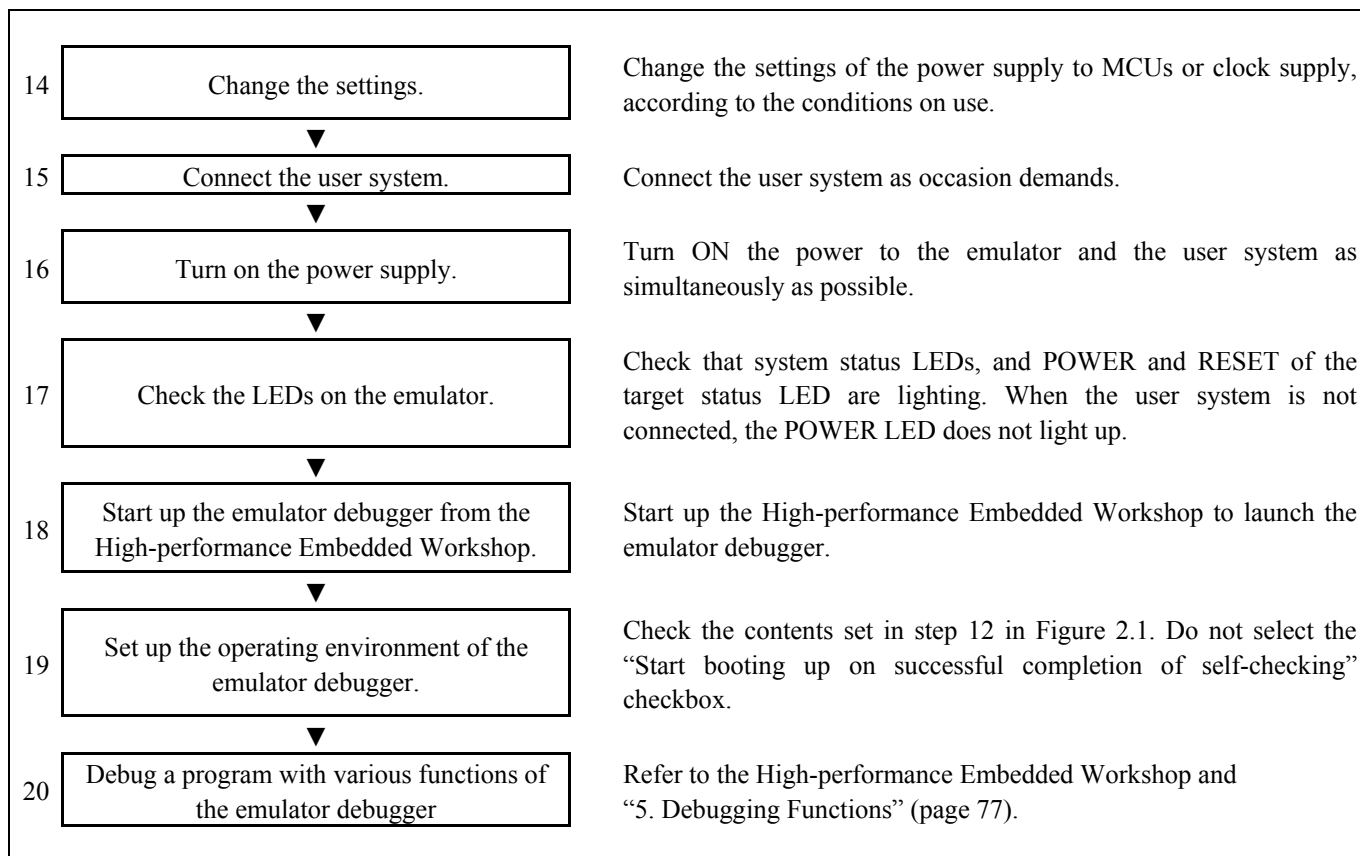 14
Change the settings.
Change the settings of the power supply to MCUs or clock supply,
according to the conditions on use.
▼
15
Connect the user system.
Connect the user system as occasion demands.
▼
16
Turn on the power supply.
Turn ON the power to the emulator and the user system as
simultaneously as possible.
▼
17
Check the LEDs on the emulator.
Check that system status LEDs, and POWER and RESET of the
target status LED are lighting. When the user system is not
connected, the POWER LED does not light up.
▼
18
Start up the emulator debugger from the
High-performance Embedded Workshop.
Start up the High-performance Embedded Workshop to launch the
emulator debugger.
▼
19
Set up the operating environment of the
emulator debugger.
Check the contents set in step 12 in Figure 2.1. Do not select the
“Start booting up on successful completion of self-checking”
checkbox.
▼
20
Debug a program with various functions of
the emulator debugger
Refer to the High-performance Embedded Workshop and
“5. Debugging Functions” (page 77).